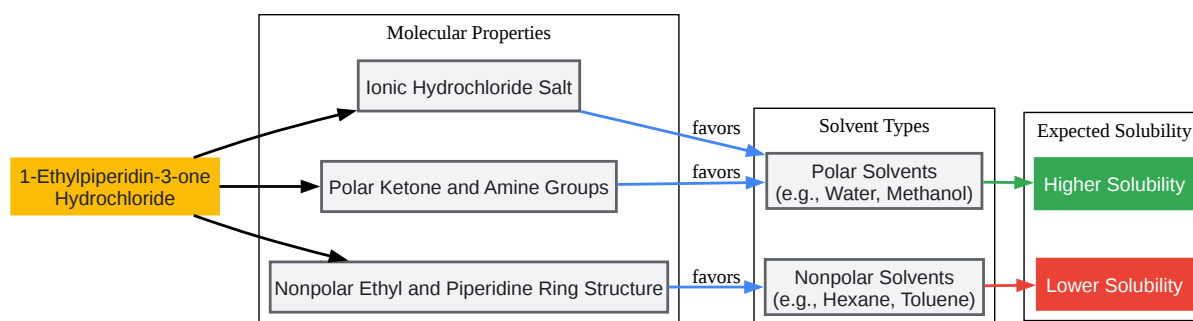 Molecular Properties
Ionic Hydrochloride Salt
favors
Solvent Types
Expected Solubility
1-Ethylpiperidin-3-one
Hydrochloride
Polar Ketone and Amine Groups
favors
Polar Solvents
(e.g., Water, Methanol)
Higher Solubility
Nonpolar Ethyl and Piperidine Ring Structure
favors
Nonpolar Solvents
(e.g., Hexane, Toluene)
Lower Solubility